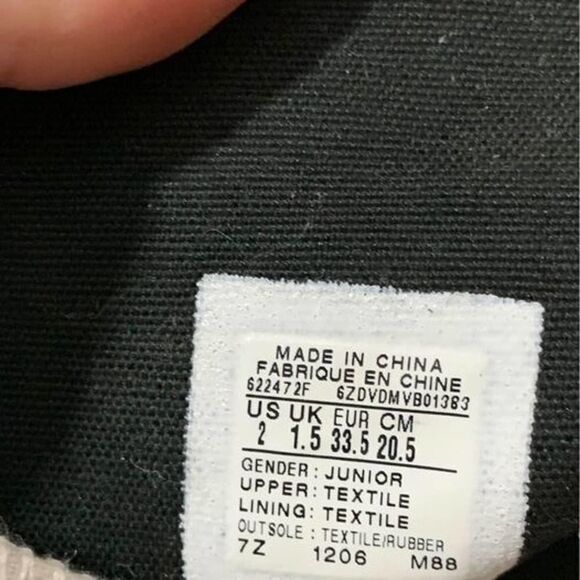 MADE IN CHINA
FABRIQUE EN CHINE
622472F 6ZDVDMVB01383
US UK EUR CM
2 1.5 33.5 20.5
GENDER: JUNIOR
UPPER: TEXTILE
LINING: TEXTILE
OUTSOLE: TEXTILE/RUBBER
7Z 1206 M88